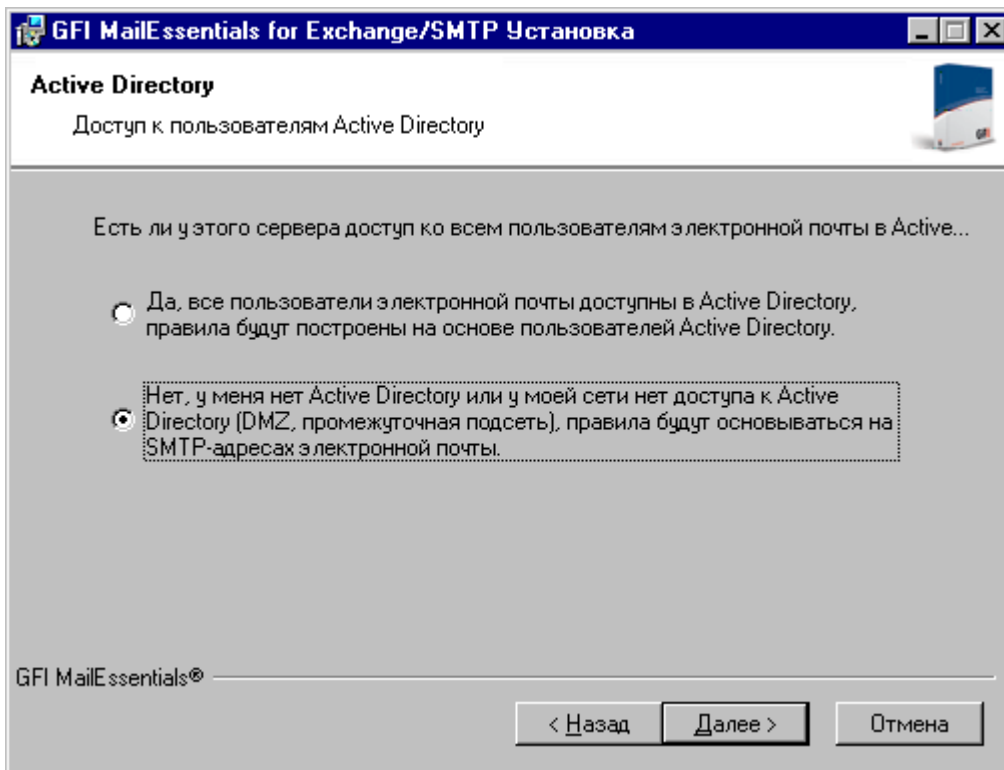 GFI MailEssentials for Exchange/SMTP Установка
Active Directory
Доступ к пользователям Active Directory
GFI
Есть ли у этого сервера доступ ко всем пользователям электронной почты в Active...
Да, все пользователи электронной почты доступны в Active Directory,
правила будут построены на основе пользователей Active Directory.
Нет, у меня нет Active Directory или у моей сети нет доступа к Active
Directory (DMZ, промежуточная подсеть), правила будут основываться на
SMTP-адресах электронной почты.
GFI MailEssentials®
< Назад
Далее >
Отмена